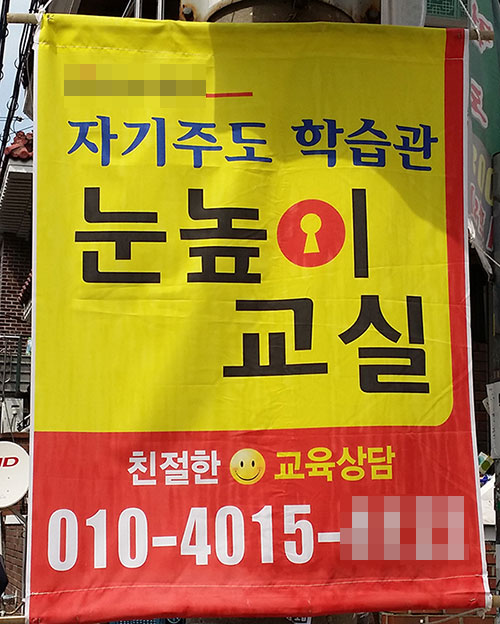 자기주도 학습관
눈높이
교실
친절한 교육상담
010-4015-